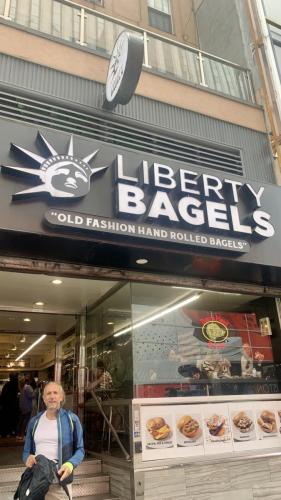 LIBERTY
BAGELS
"OLD FASHION HAND ROLLED BAGELS"